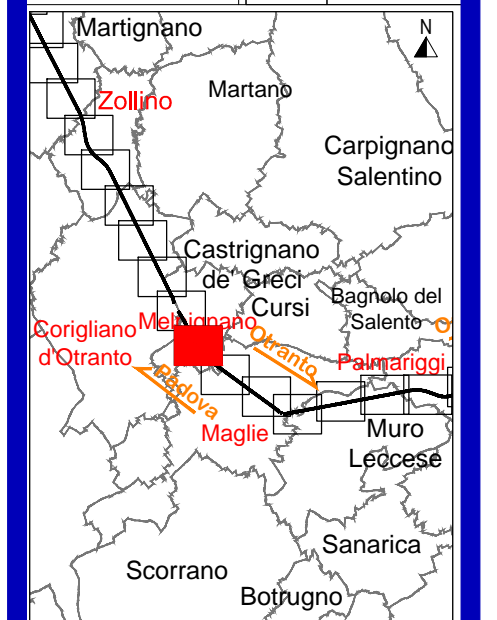 N
Martignano
Martano
Zollino
Carpignano
Salentino
Castrignano
de' Greci
Cursi
Bagnolo del
Salento
Corigliano
d'Otranto
Otranto
Palmariggi
Padova
Maglie
Muro
Leccese
Sanarica
Scorrano
Botrugno